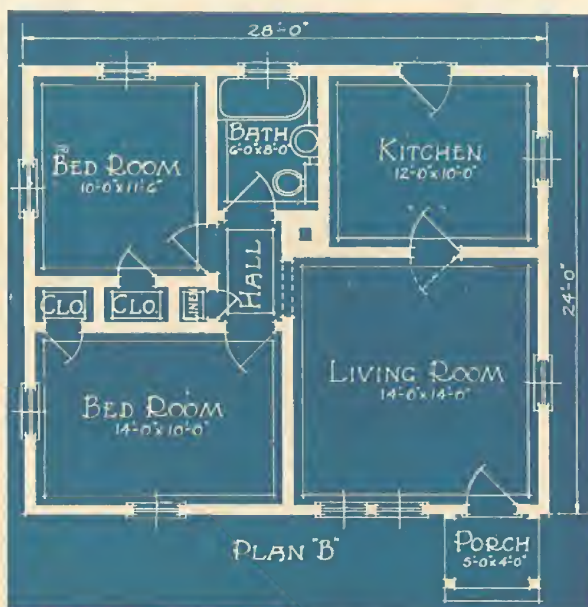 28'-0"
BATH
6'-0"x8'-0"
KITCHEN
12'-0"x10'-0"
BED ROOM
10'-0"x11'-6"
HALL
24'-0"
CLO.
CLO.
LINEN
LIVING ROOM
14'-0"x14'-0"
BED ROOM
14'-0"x10'-0"
PLAN "B"
PORCH
5'-0"x4'-0"